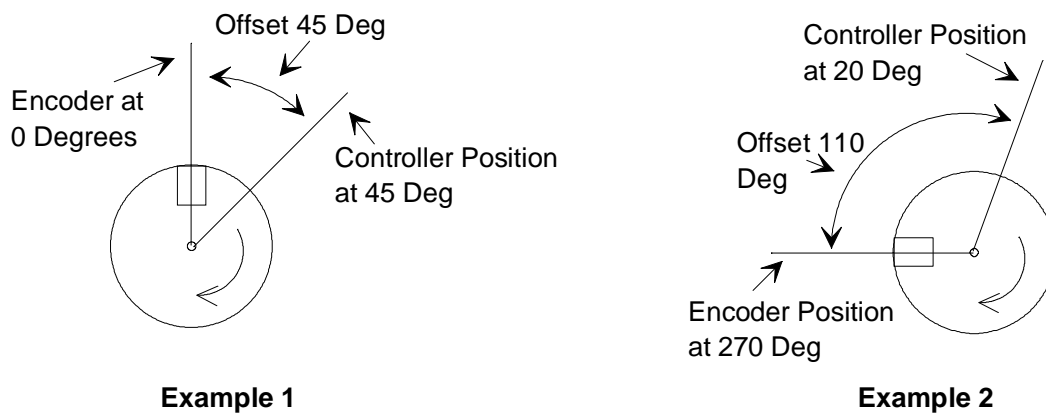 Offset 45 Deg
Encoder at
0 Degrees
Controller Position
at 45 Deg
Example 1
Controller Position
at 20 Deg
Offset 110
Deg
Encoder Position
at 270 Deg
Example 2